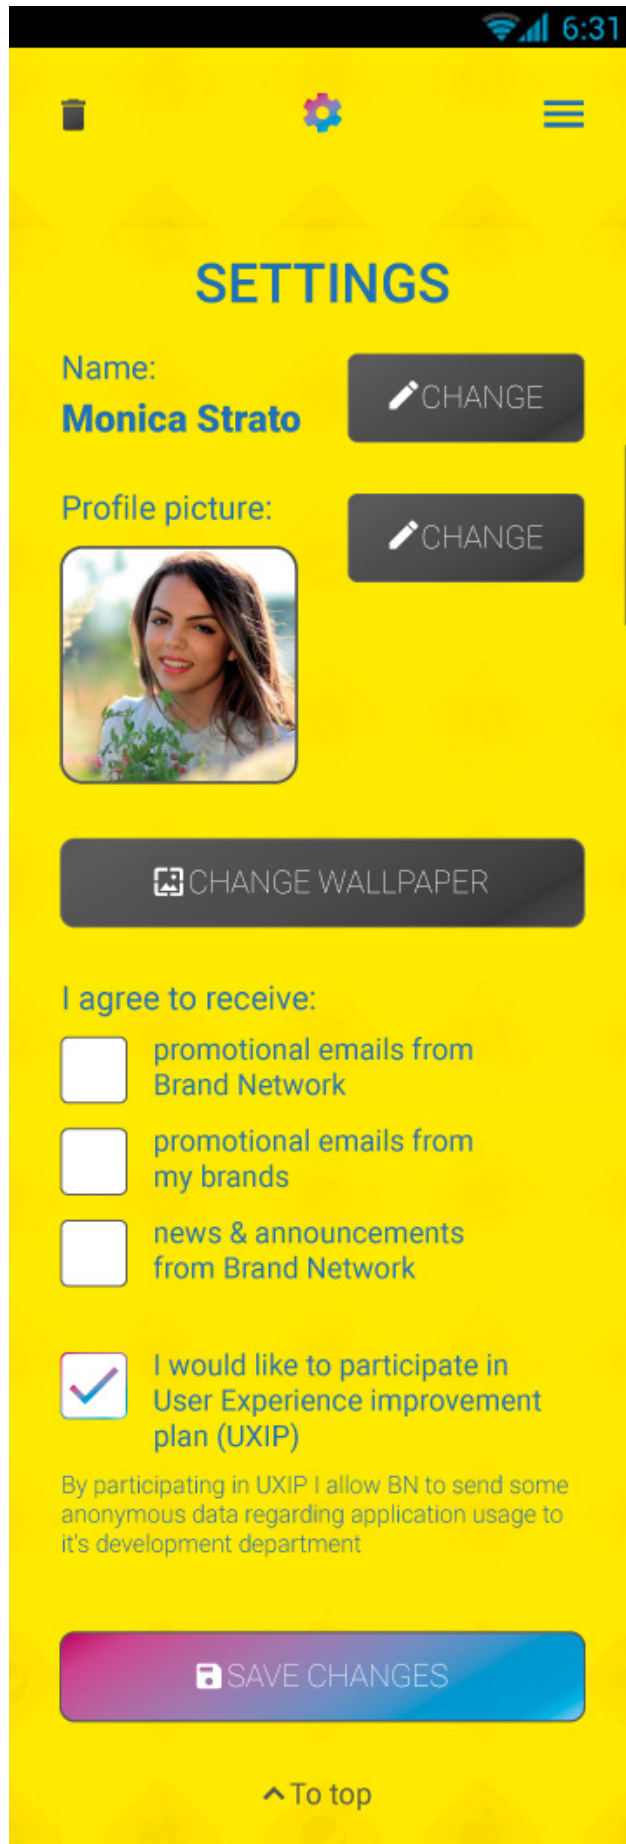 6:31
SETTINGS
Name:
Monica Strato
CHANGE
Profile picture:
CHANGE
CHANGE WALLPAPER
I agree to receive:
promotional emails from
Brand Network
promotional emails from
my brands
news & announcements
from Brand Network
I would like to participate in
User Experience improvement
plan (UXIP)
By participating in UXIP I allow BN to send some
anonymous data regarding application usage to
it's development department
SAVE CHANGES
To top